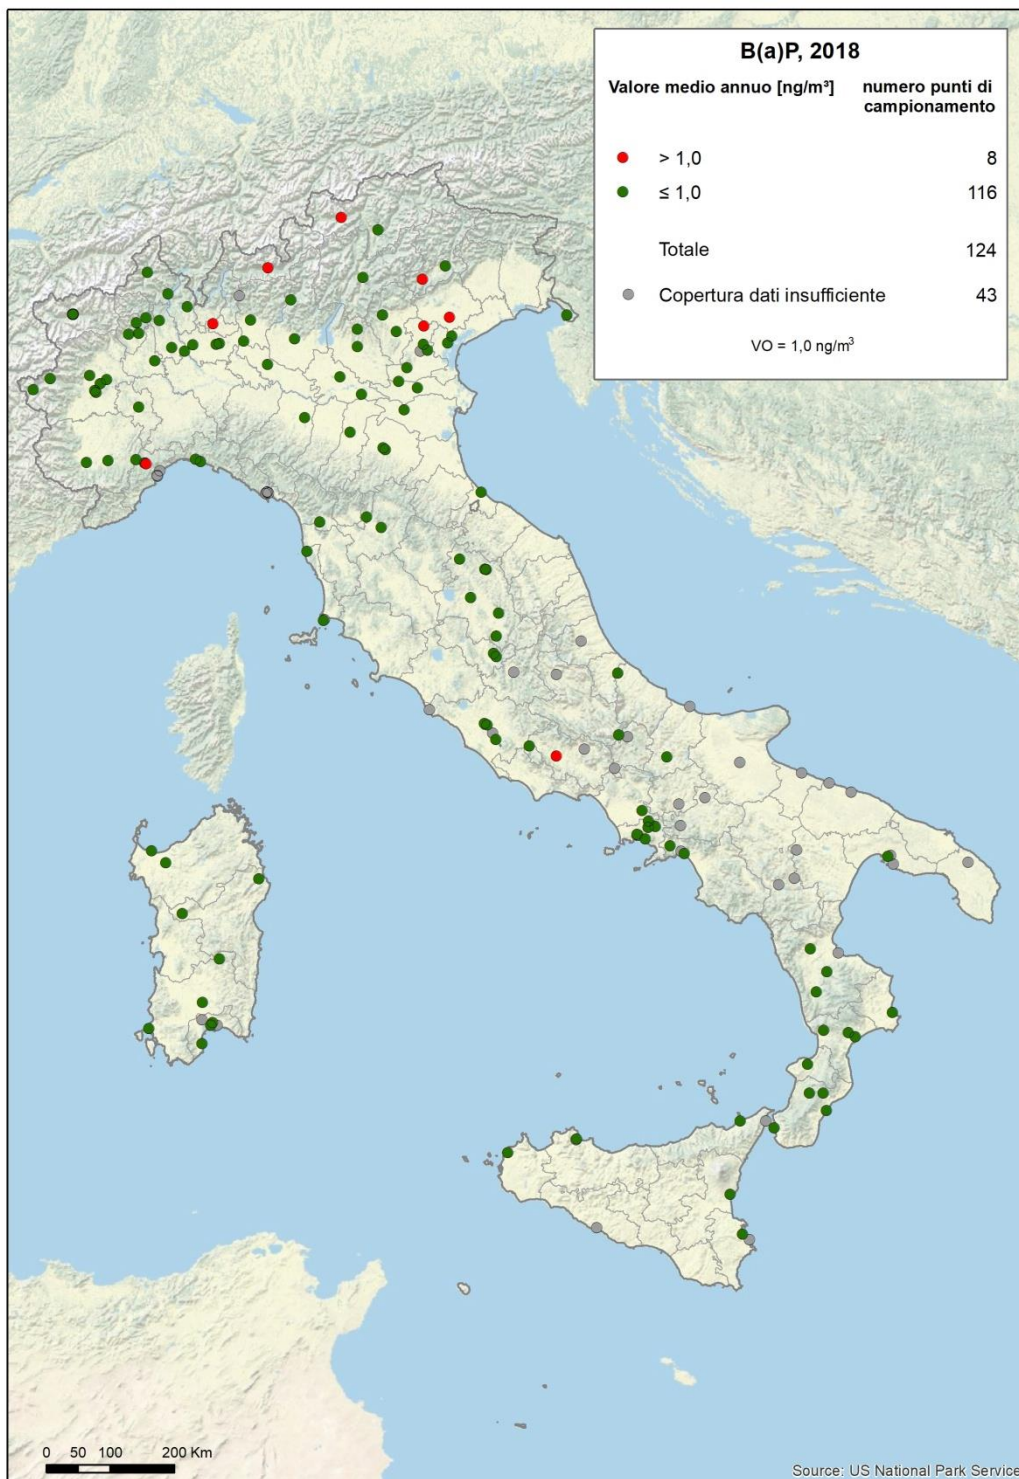 B(a)P, 2018
Valore medio annuo [ng/m³] numero punti di
campionamento
> 1,0 8
≤ 1,0 116
Totale 124
Copertura dati insufficiente 43
VO = 1,0 ng/m³
0 50 100 200 Km
Source: US National Park Service